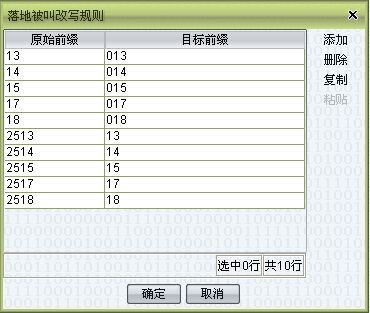 落地被叫改写规则
原始前缀 目标前缀
13 013
14 014
15 015
17 017
18 018
2513 13
2514 14
2515 15
2517 17
2518 18
添加
删除
复制
粘贴
选中0行 共10行
确定 取消